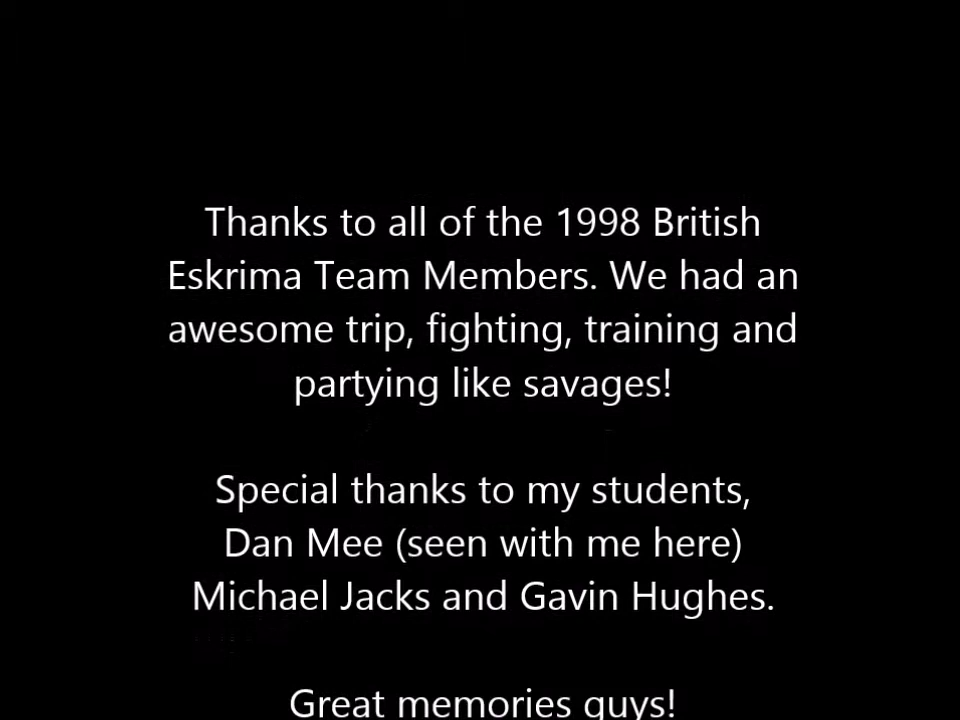 Thanks to all of the 1998 British
Eskrima Team Members. We had an
awesome trip, fighting, training and
partying like savages!
Special thanks to my students,
Dan Mee (seen with me here)
Michael Jacks and Gavin Hughes.
Great memories guys!